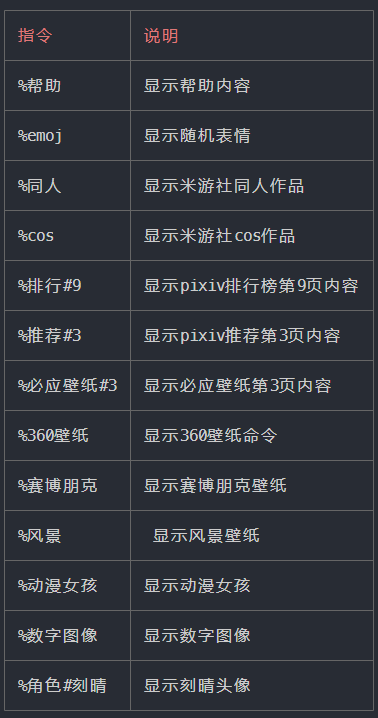 指令 说明
%帮助 显示帮助内容
%emoj 显示随机表情
%同人 显示米游社同人作品
%cos 显示米游社cos作品
%排行#9 显示pixiv排行榜第9页内容
%推荐#3 显示pixiv推荐第3页内容
%必应壁纸#3 显示必应壁纸第3页内容
%360壁纸 显示360壁纸命令
%赛博朋克 显示赛博朋克壁纸
%风景 显示风景壁纸
%动漫女孩 显示动漫女孩
%数字图像 显示数字图像
%角色#刻晴 显示刻晴头像